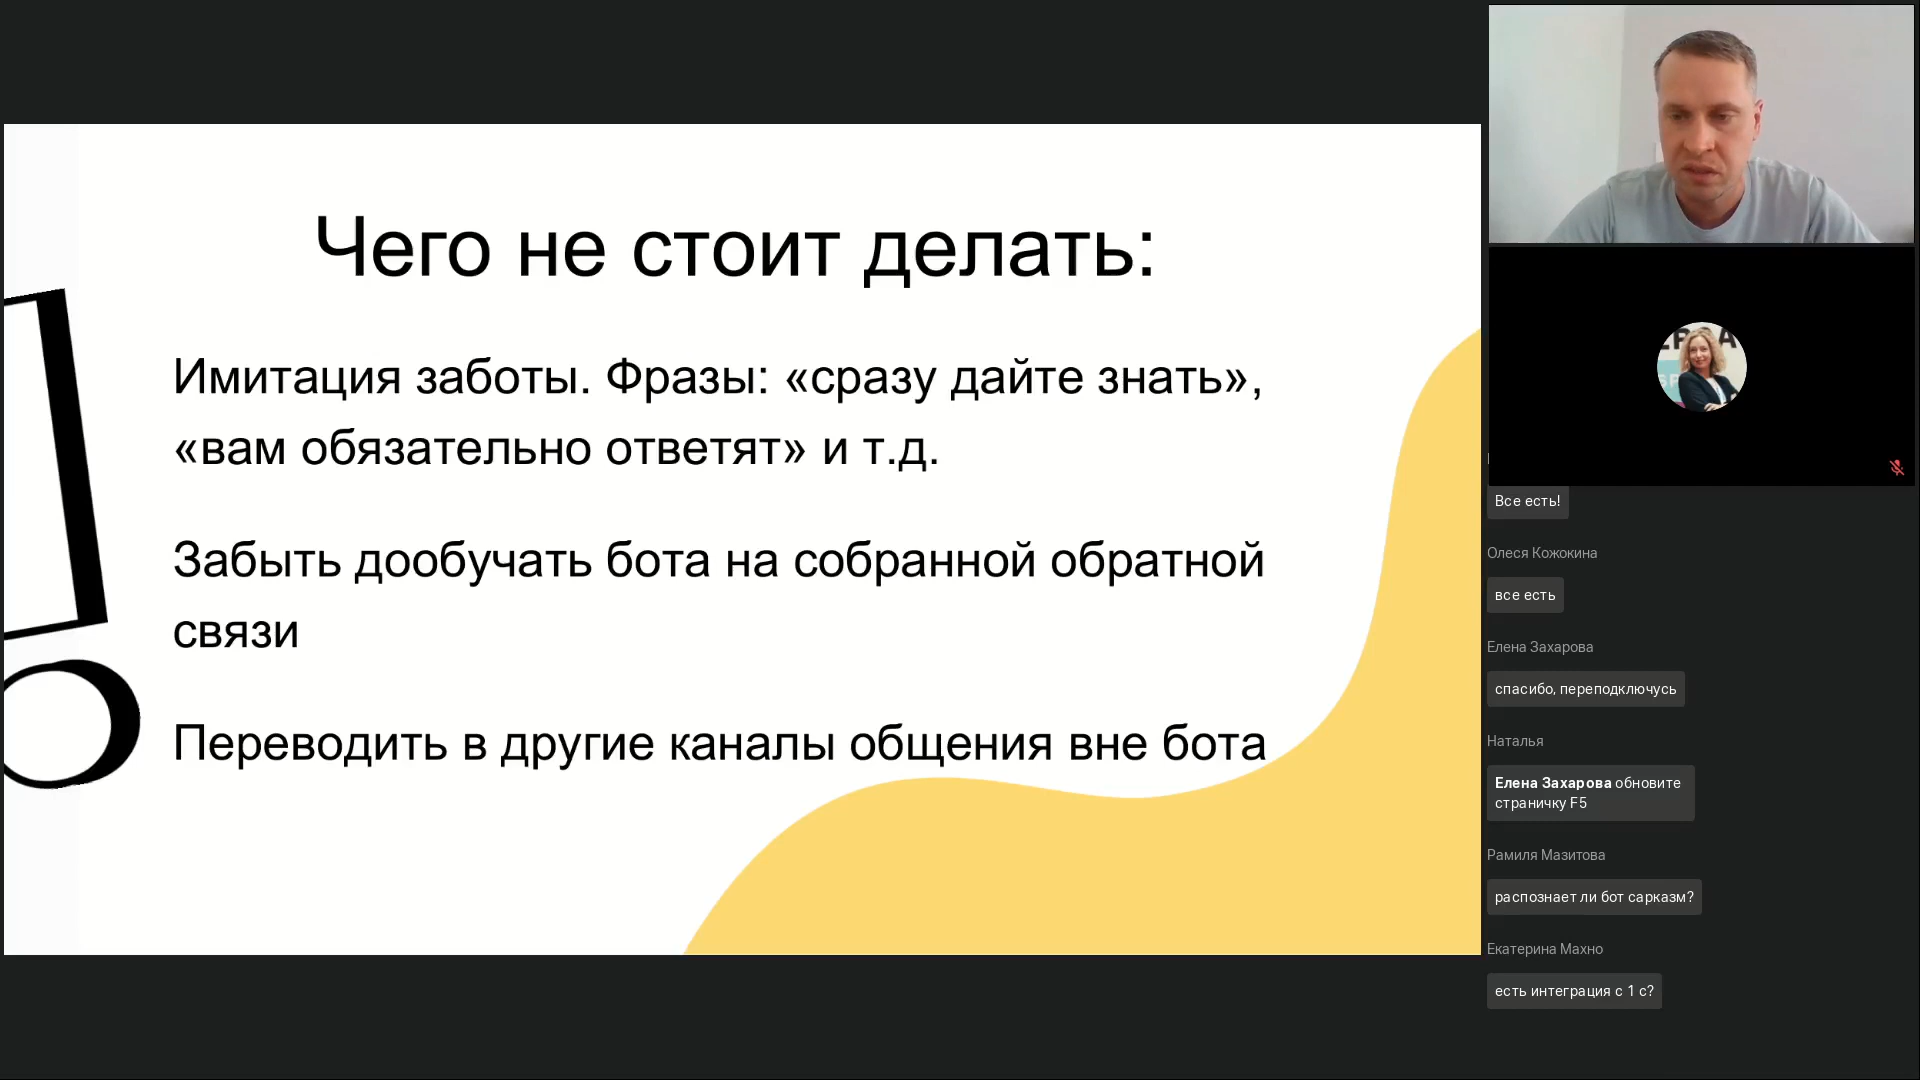 Чего не стоит делать:
Имитация заботы. Фразы: «сразу дайте знать»,
«вам обязательно ответят» и т.д.
Забыть дообучать бота на собранной обратной
связи
Переводить в другие каналы общения вне бота
Все есть!
Олеся Кожокина
все есть
Елена Захарова
спасибо, переподключусь
Наталья
Елена Захарова обновите
страничку F5
Рамиля Мазитова
распознает ли бот сарказм?
Екатерина Махно
есть интеграция с 1 с?